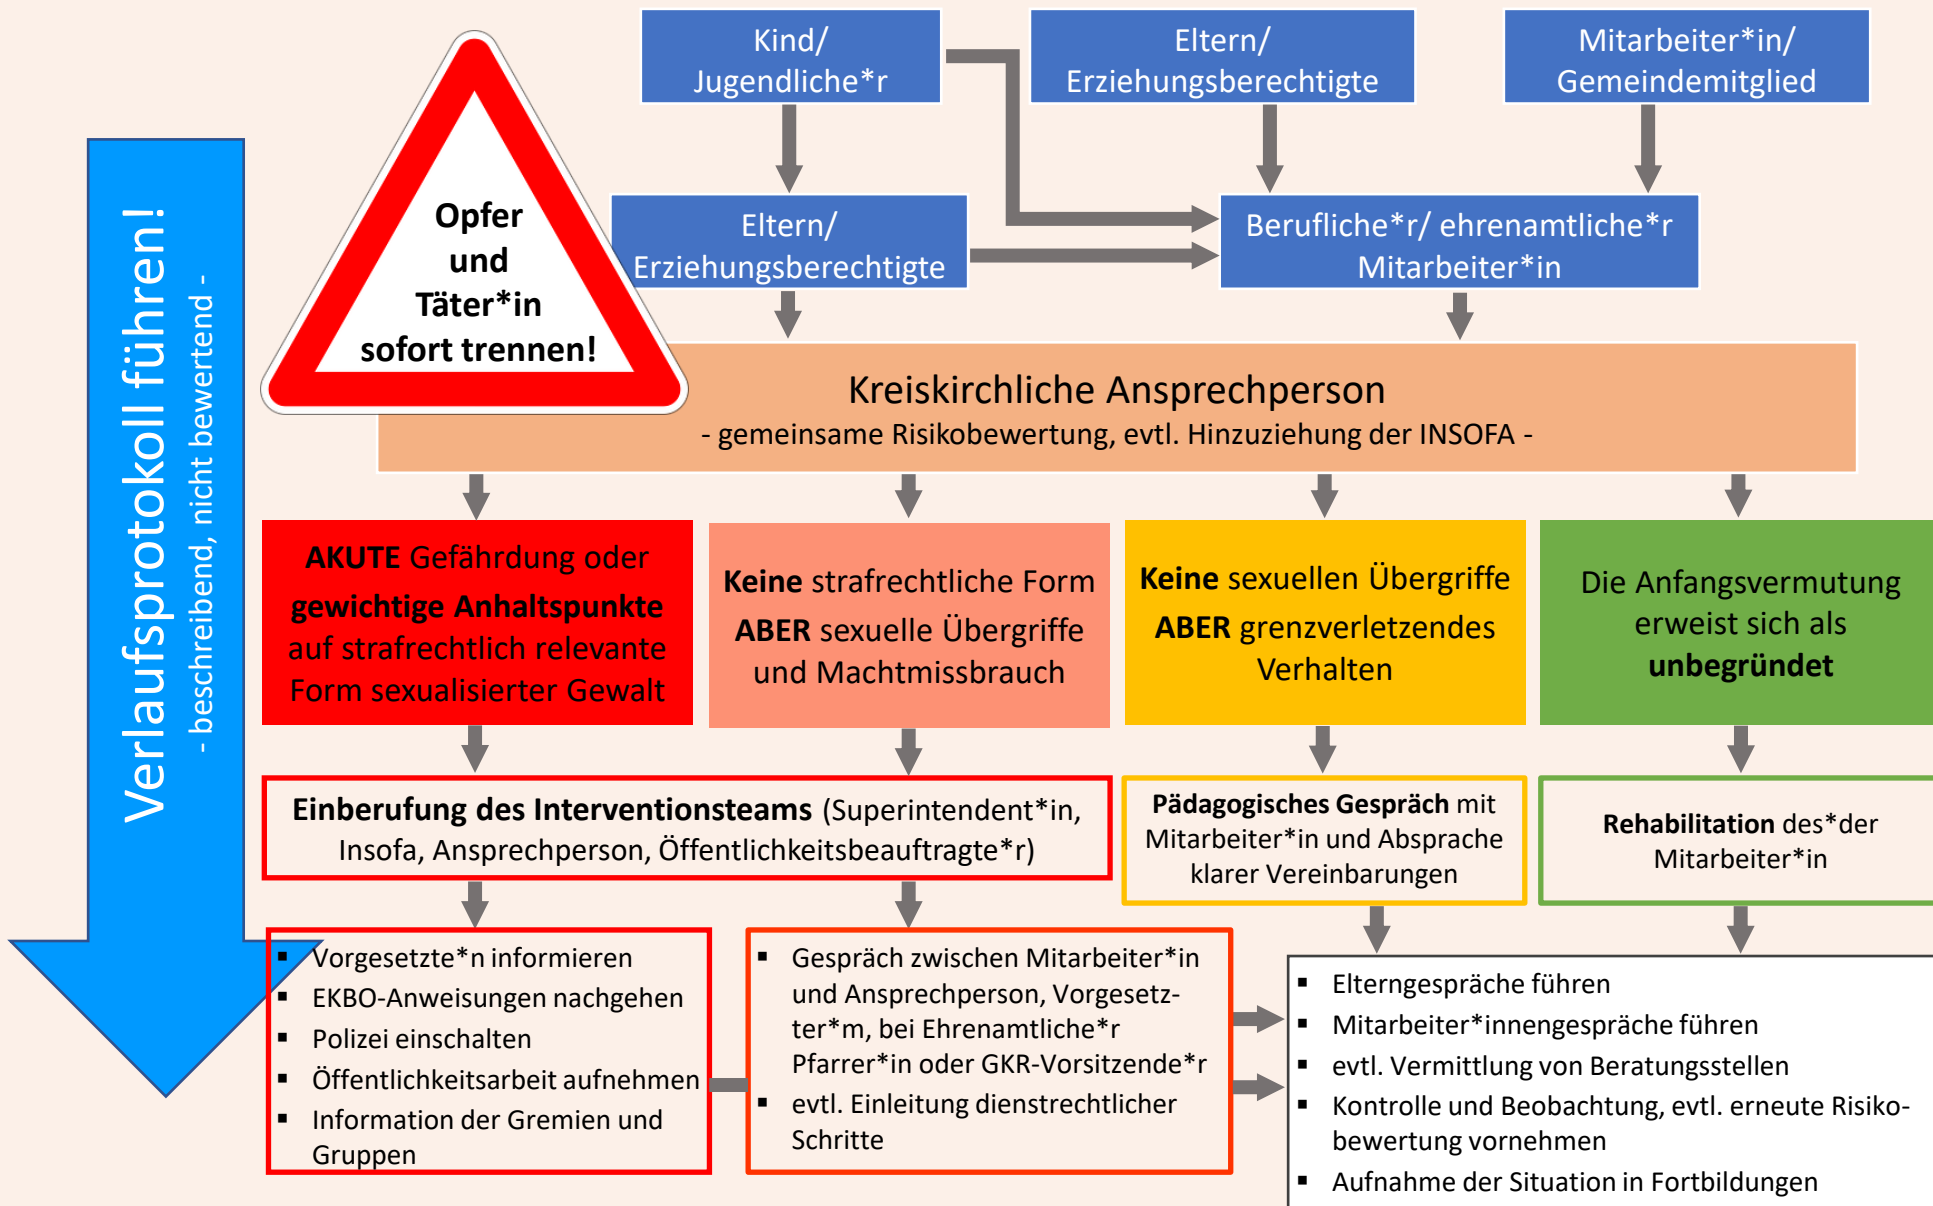 Kind/
Jugendliche*r
Eltern/
Erziehungsberechtigte
Mitarbeiter*in/
Gemeindemitglied
Opfer
und
Täter*in
sofort trennen!
Eltern/
Erziehungsberechtigte
Berufliche*r/ ehrenamtliche*r
Mitarbeiter*in
Verlaufsprotokoll führen!
- beschreibend, nicht bewertend -
Kreiskirchliche Ansprechperson
- gemeinsame Risikobewertung, evtl. Hinzuziehung der INSOFA -
AKUTE Gefährdung oder
gewichtige Anhaltspunkte
auf strafrechtlich relevante
Form sexualisierter Gewalt
Keine strafrechtliche Form
ABER sexuelle Übergriffe
und Machtmissbrauch
Keine sexuellen Übergriffe
ABER grenzverletzendes
Verhalten
Die Anfangsvermutung
erweist sich als
unbegründet
Einberufung des Interventionsteams (Superintendent*in,
Insofa, Ansprechperson, Öffentlichkeitsbeauftragte*r)
Pädagogisches Gespräch mit
Mitarbeiter*in und Absprache
klarer Vereinbarungen
Rehabilitation des*der
Mitarbeiter*in
▪ Vorgesetzte*n informieren
▪ EKBO-Anweisungen nachgehen
▪ Polizei einschalten
▪ Öffentlichkeitsarbeit aufnehmen
▪ Information der Gremien und
Gruppen
▪ Gespräch zwischen Mitarbeiter*in
und Ansprechperson, Vorgesetz-
ter*m, bei Ehrenamtliche*r
Pfarrer*in oder GKR-Vorsitzende*r
▪ evtl. Einleitung dienstrechtlicher
Schritte
▪ Elterngespräche führen
▪ Mitarbeiter*innengespräche führen
▪ evtl. Vermittlung von Beratungsstellen
▪ Kontrolle und Beobachtung, evtl. erneute Risiko-
bewertung vornehmen
▪ Aufnahme der Situation in Fortbildungen